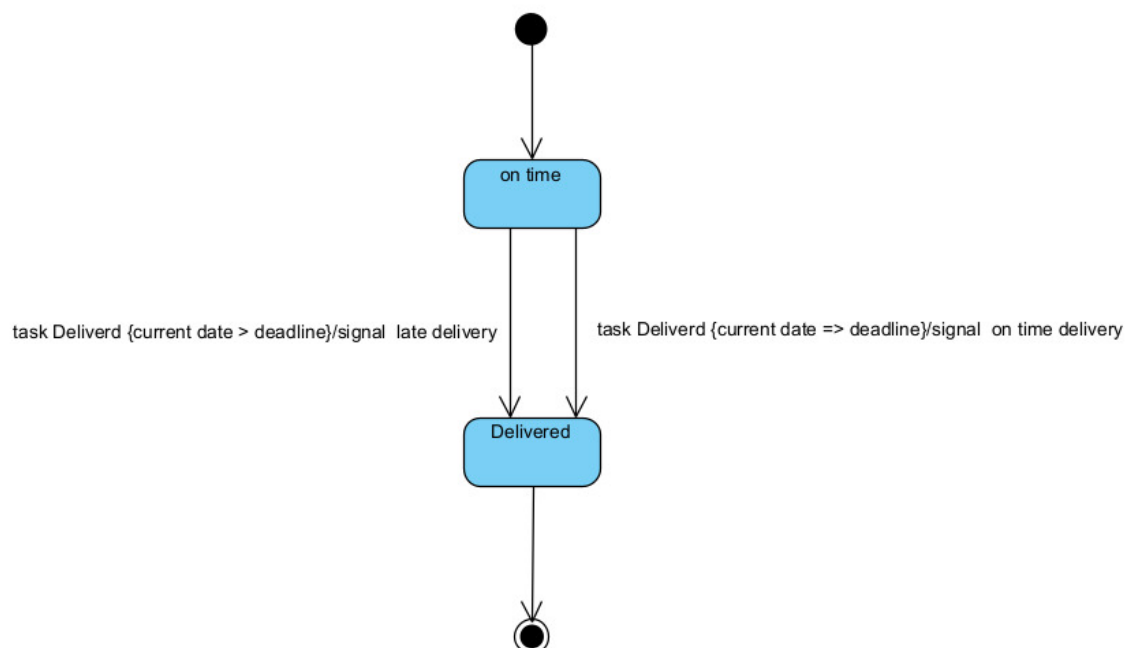 on time
task Deliverd {current date > deadline}/signal late delivery
task Deliverd {current date => deadline}/signal on time delivery
Delivered